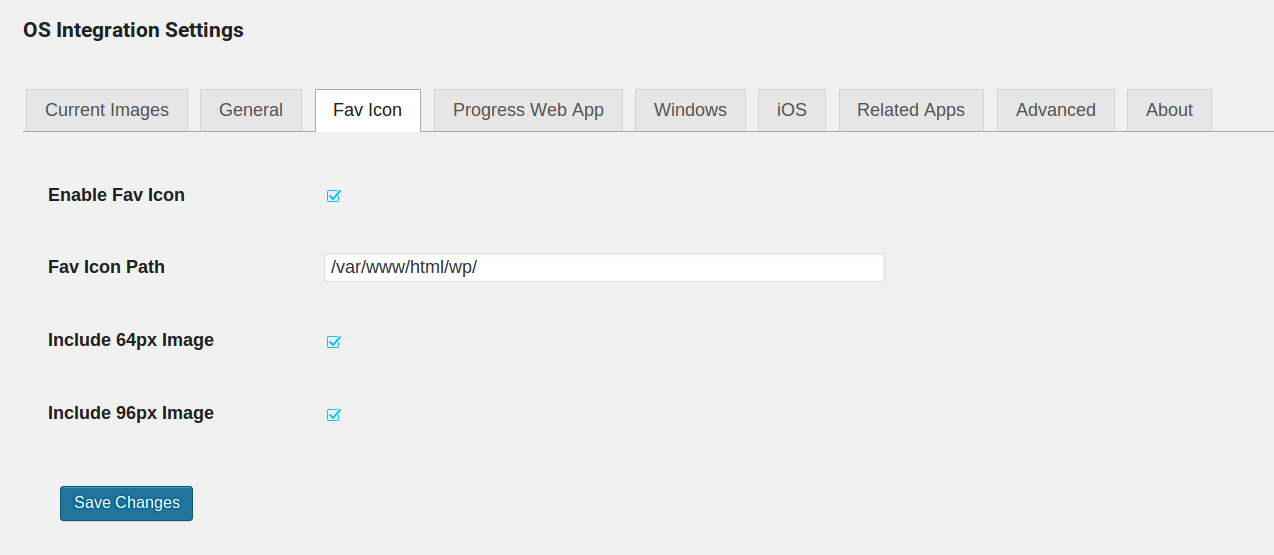 OS Integration Settings
Current Images General Fav Icon Progress Web App Windows iOS Related Apps Advanced About
Enable Fav Icon
Fav Icon Path /var/www/html/wp/
Include 64px Image
Include 96px Image
Save Changes